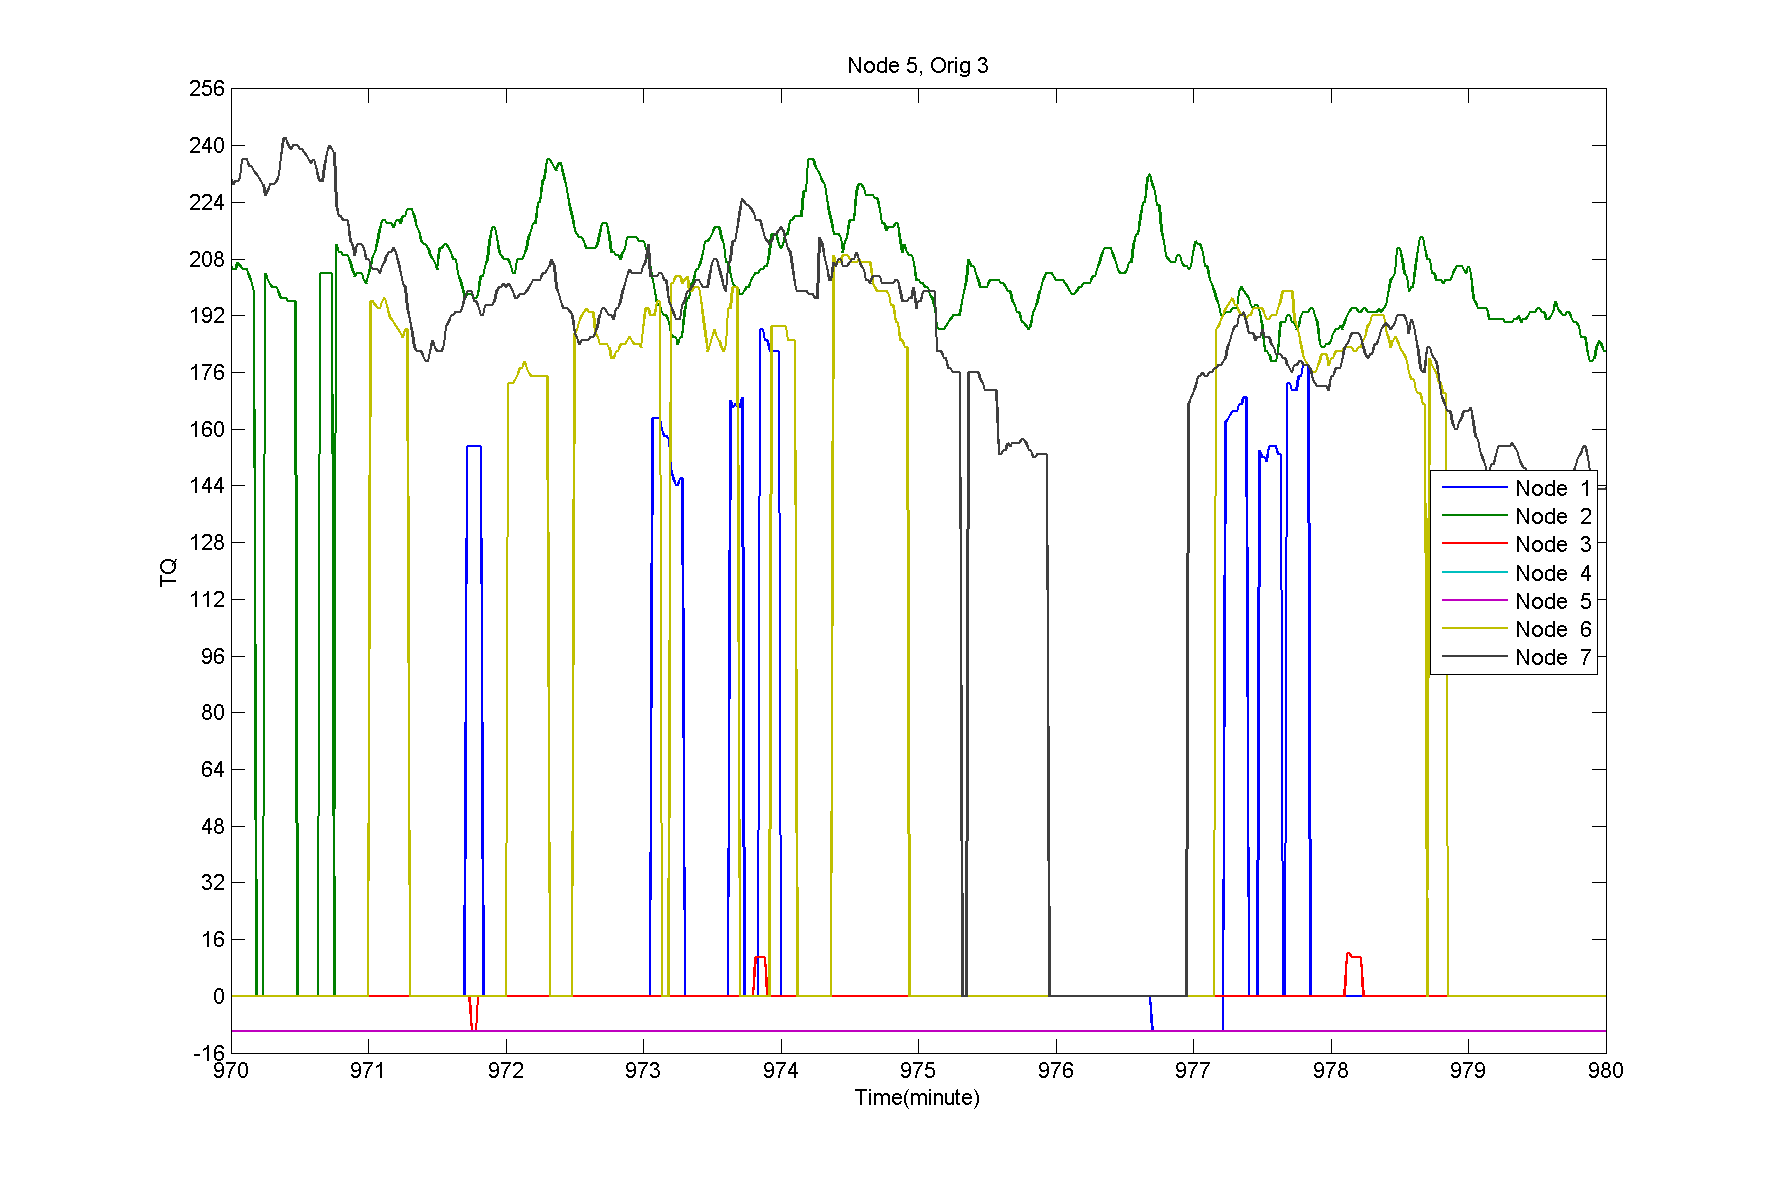 Node 5, Orig 3
256
240
224
208
192
176
160
144
128
112
96
80
64
48
32
16
0
-16
TQ
970 971 972 973 974 975 976 977 978 979 980
Time(minute)
Node 1
Node 2
Node 3
Node 4
Node 5
Node 6
Node 7